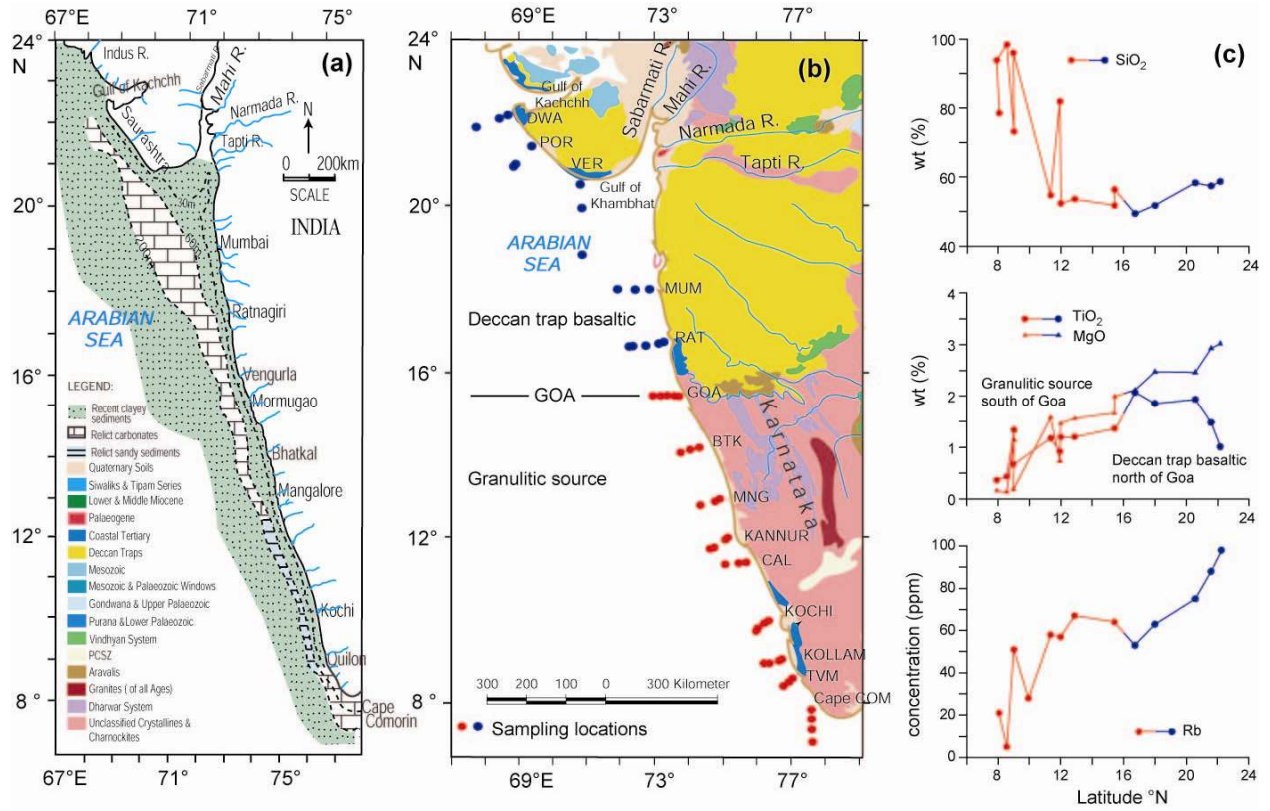 67°E
71°
75°
24°
N
Indus R.
Gulf of Kachchh
Sabarmati R.
Mahi R.
(a)
Saurashtra
Narmada R.
Tapti R.
N
0 200km
SCALE
INDIA
30m
60m
200m
20°
Mumbai
Ratnagiri
ARABIAN
SEA
16°
Vengurla
Mormugao
Bhatkal
Mangalore
12°
Kochi
Quilon
8°
Cape
Comorin
LEGEND:
Recent clayey
sediments
Relict carbonates
Relict sandy sediments
Quaternary Soils
Siwaliks & Tipam Series
Lower & Middle Miocene
Palaeogene
Coastal Tertiary
Deccan Traps
Mesozoic
Mesozoic & Palaeozoic Windows
Gondwana & Upper Palaeozoic
Purana &Lower Palaeozoic
Vindhyan System
PCSZ
Aravalis
Granites ( of all Ages)
Dharwar System
Unclassified Crystallines &
Charnockites
67°E
71°
75°
69°E
73°
77°
24°
N
(b)
Gulf of
Kachchh
Sabarmati R.
Mahi R.
DWA
POR
VER
Narmada R.
Tapti R.
Gulf of
Khambhat
20°
ARABIAN
SEA
MUM
Deccan trap basaltic
RAT
16°
GOA
GOA
Karnataka
BTK
Granulitic source
MNG
12°
KANNUR
CAL
KOCHI
KOLLAM
TVM
300 200 100 0 300 Kilometer
8°
Cape COM
Sampling locations
69°E
73°
77°
(c)
100
80
60
40
wt (%)
SiO₂
8 12 16 20 24
4
3
2
1
0
wt (%)
TiO₂
MgO
Granulitic source
south of Goa
Deccan trap basaltic
north of Goa
8 12 16 20 24
100
80
60
40
20
0
concentration (ppm)
Rb
8 12 16 20 24
Latitude °N